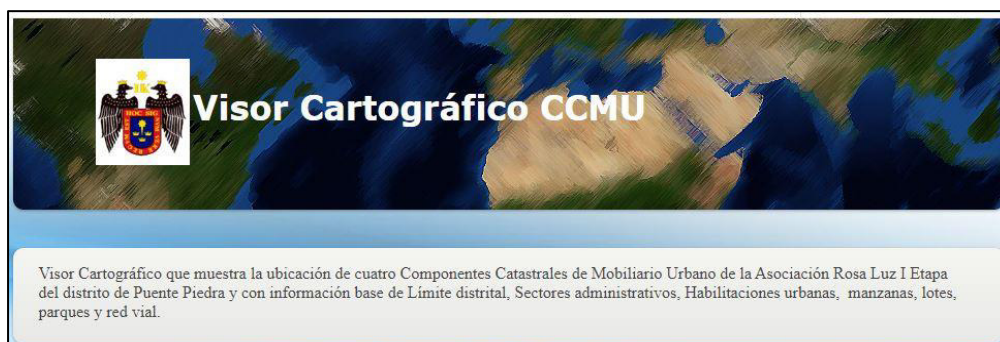 Visor Cartográfico CCMU
Visor Cartográfico que muestra la ubicación de cuatro Componentes Catastrales de Mobiliario Urbano de la Asociación Rosa Luz I Etapa
del distrito de Puente Piedra y con información base de Límite distrital, Sectores administrativos, Habilitaciones urbanas, manzanas, lotes,
parques y red vial.